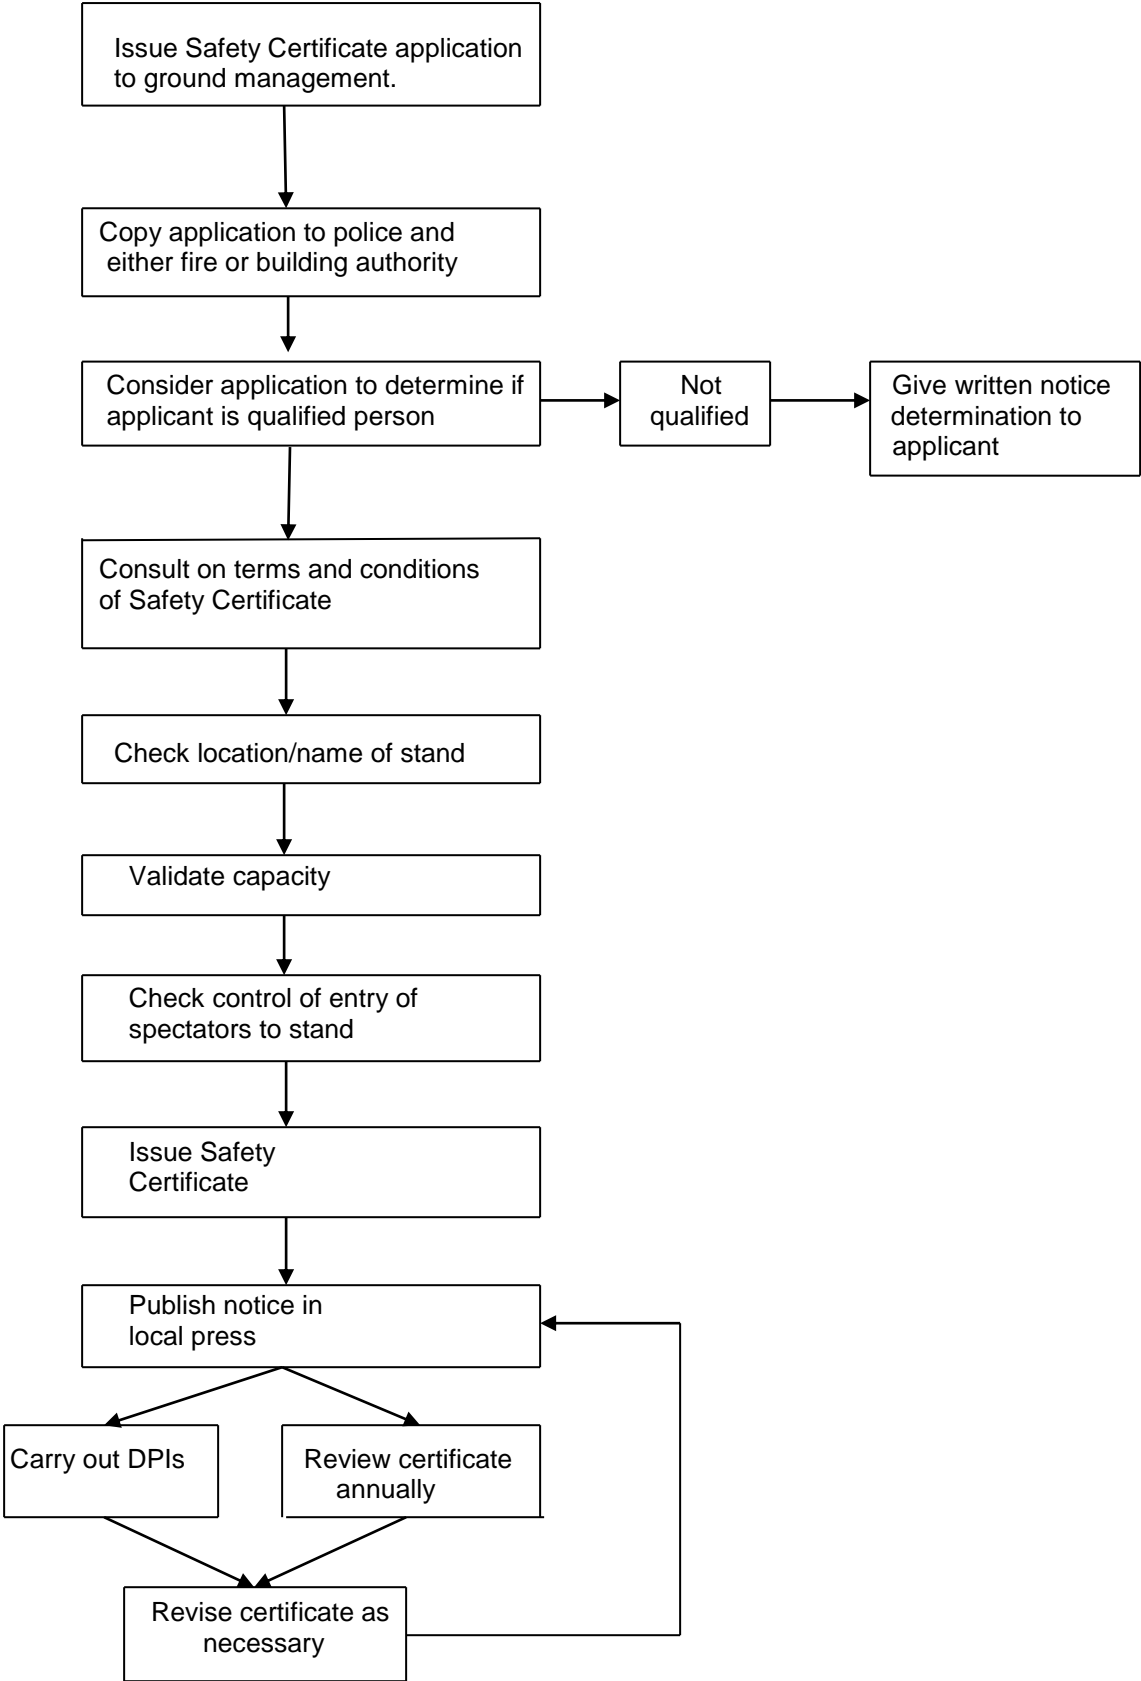 Issue Safety Certificate application
to ground management.
Copy application to police and
either fire or building authority
Consider application to determine if
applicant is qualified person
Not
qualified
Give written notice
determination to
applicant
Consult on terms and conditions
of Safety Certificate
Check location/name of stand
Validate capacity
Check control of entry of
spectators to stand
Issue Safety
Certificate
Publish notice in
local press
Carry out DPIs
Review certificate
annually
Revise certificate as
necessary